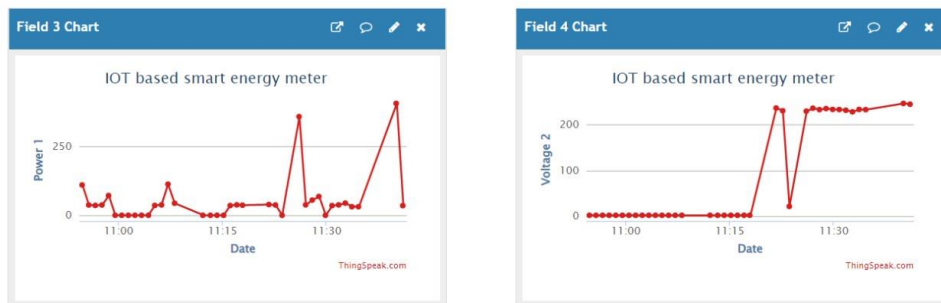 Field 3 Chart
IOT based smart energy meter
Power 1
250
0
11:00
11:15
11:30
Date
ThingSpeak.com
Field 4 Chart
IOT based smart energy meter
Voltage 2
200
100
0
11:00
11:15
11:30
Date
ThingSpeak.com